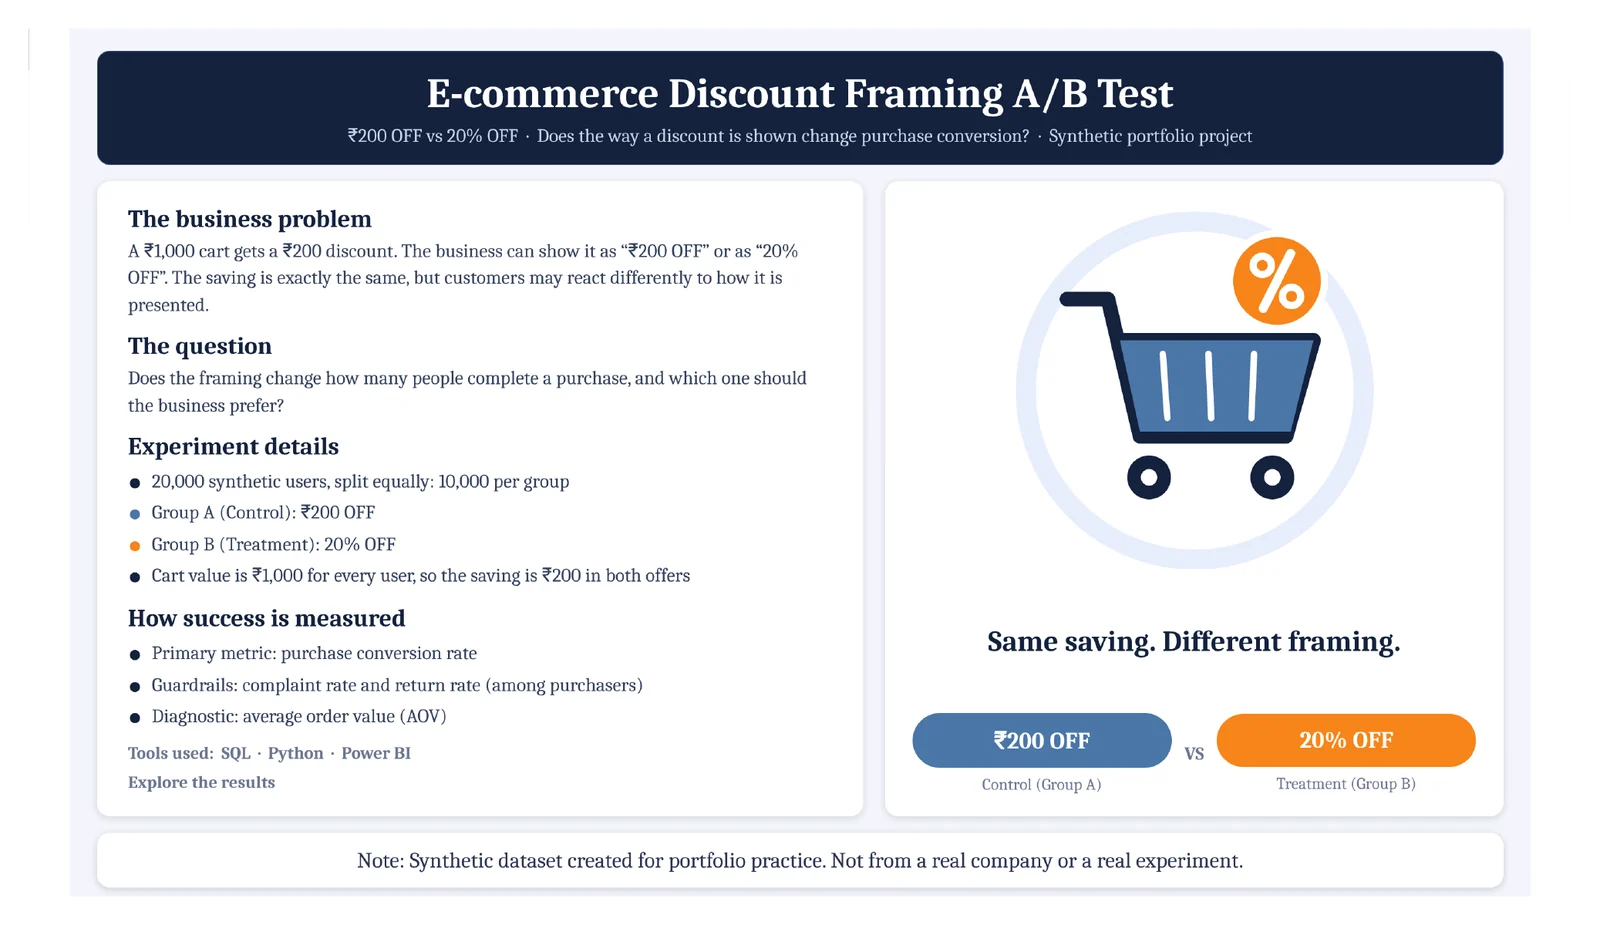 E-commerce Discount Framing A/B Test
₹200 OFF vs 20% OFF · Does the way a discount is shown change purchase conversion? · Synthetic portfolio project
The business problem
A ₹1,000 cart gets a ₹200 discount. The business can show it as “₹200 OFF” or as “20%
OFF”. The saving is exactly the same, but customers may react differently to how it is
presented.
The question
Does the framing change how many people complete a purchase, and which one should
the business prefer?
Experiment details
● 20,000 synthetic users, split equally: 10,000 per group
● Group A (Control): ₹200 OFF
● Group B (Treatment): 20% OFF
● Cart value is ₹1,000 for every user, so the saving is ₹200 in both offers
How success is measured
● Primary metric: purchase conversion rate
● Guardrails: complaint rate and return rate (among purchasers)
● Diagnostic: average order value (AOV)
Tools used: SQL · Python · Power BI
Explore the results
%
Same saving. Different framing.
₹200 OFF
VS
20% OFF
Control (Group A)
Treatment (Group B)
Note: Synthetic dataset created for portfolio practice. Not from a real company or a real experiment.